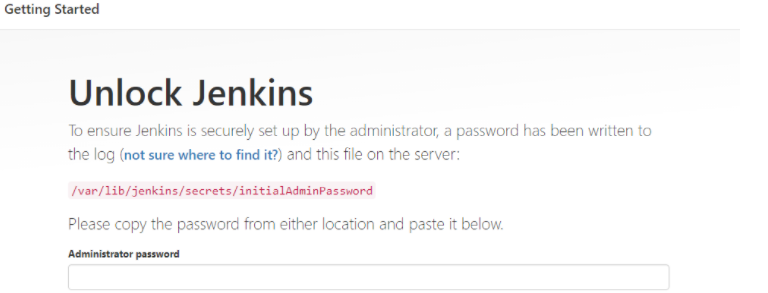 Getting Started
Unlock Jenkins
To ensure Jenkins is securely set up by the administrator, a password has been written to
the log (not sure where to find it?) and this file on the server:
/var/lib/jenkins/secrets/initialAdminPassword
Please copy the password from either location and paste it below.
Administrator password